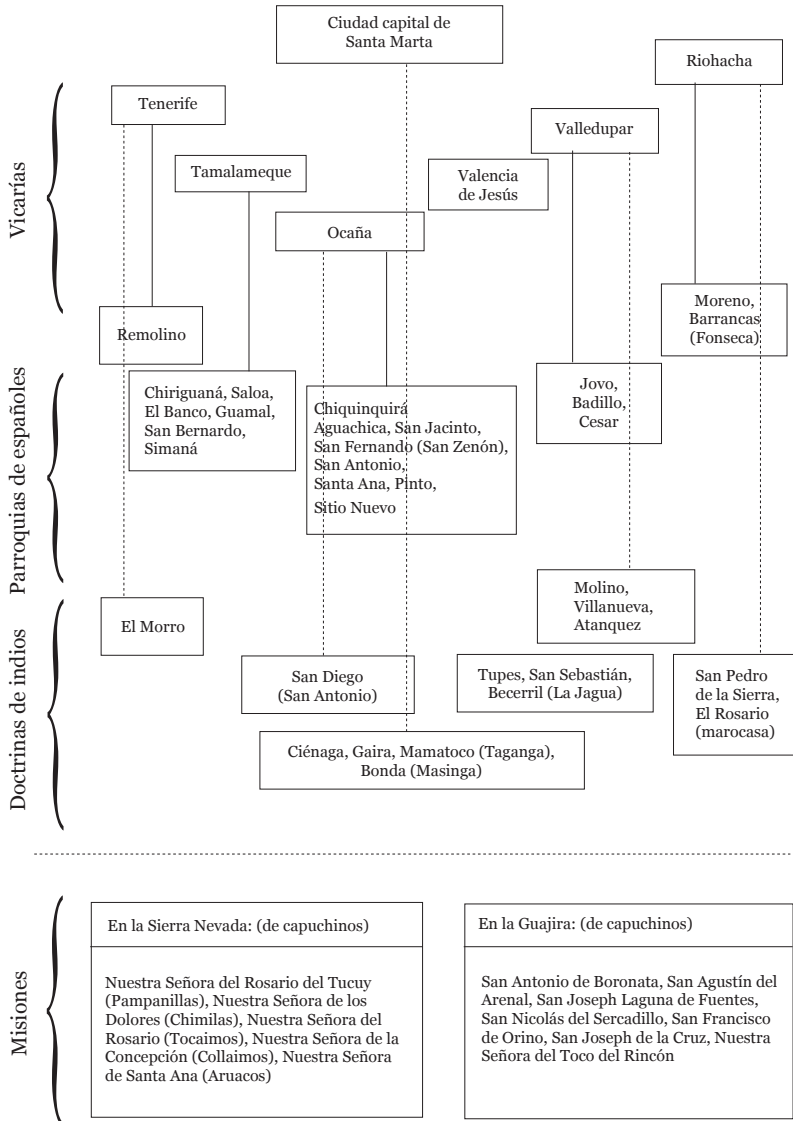 Ciudad capital de
Santa Marta
Riohacha
Tenerife
Valledupar
Vicarías
Tamalameque
Valencia
de Jesús
Ocaña
Remolino
Moreno,
Barrancas
(Fonseca)
Parroquias de españoles
Chiriguaná, Saloa,
El Banco, Guamal,
San Bernardo,
Simaná
Chiquinquirá
Aguachica, San Jacinto,
San Fernando (San Zenón),
San Antonio,
Santa Ana, Pinto,
Sitio Nuevo
Jovo,
Badillo,
Cesar
Doctrinas de indios
El Morro
Molino,
Villanueva,
Atanquez
San Diego
(San Antonio)
Tupes, San Sebastián,
Becerril (La Jagua)
San Pedro
de la Sierra,
El Rosario
(marocasa)
Ciénaga, Gaira, Mamatoco (Taganga),
Bonda (Masinga)
Misiones
En la Sierra Nevada: (de capuchinos)
Nuestra Señora del Rosario del Tucuy
(Pampanillas), Nuestra Señora de los
Dolores (Chimilas), Nuestra Señora del
Rosario (Tocaimos), Nuestra Señora de la
Concepción (Collaimos), Nuestra Señora
de Santa Ana (Aruacos)
En la Guajira: (de capuchinos)
San Antonio de Boronata, San Agustín del
Arenal, San Joseph Laguna de Fuentes,
San Nicolás del Sercadillo, San Francisco
de Orino, San Joseph de la Cruz, Nuestra
Señora del Toco del Rincón